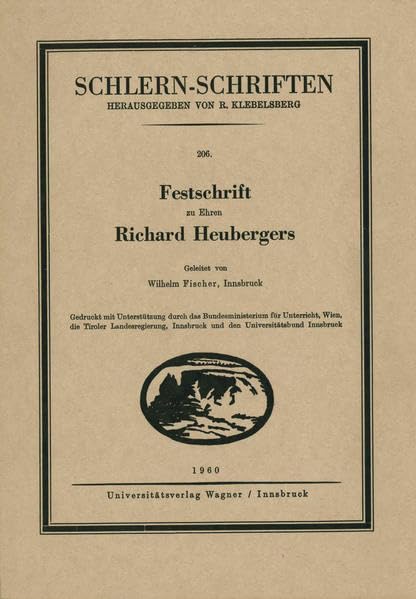 SCHLERN-SCHRIFTEN
HERAUSGEGEBEN VON R. KLEBELSBERG
206.
Festschrift
zu Ehren
Richard Heubergers
Geleitet von
Wilhelm Fischer, Innsbruck
Gedruckt mit Unterstützung durch das Bundesministerium für Unterricht, Wien,
die Tiroler Landesregierung, Innsbruck und den Universitätsbund Innsbruck
1960
Universitätsverlag Wagner / Innsbruck